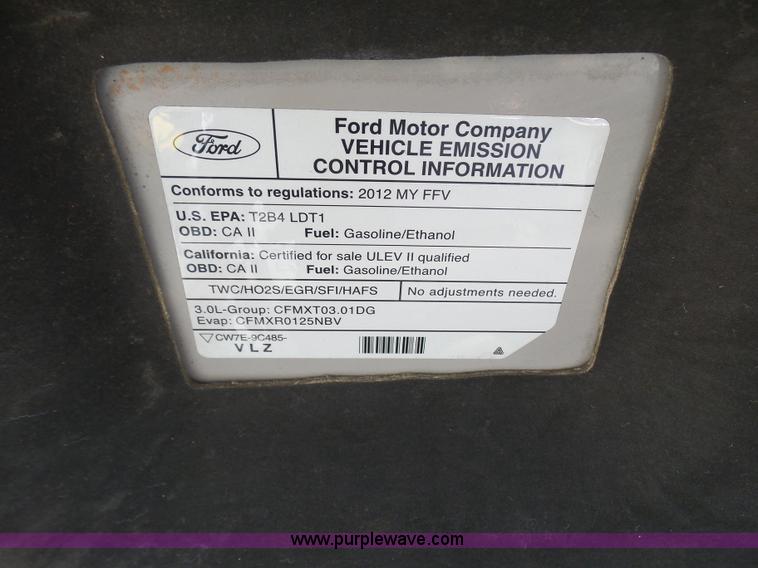 Ford
Ford Motor Company
VEHICLE EMISSION
CONTROL INFORMATION
Conforms to regulations: 2012 MY FFV
U.S. EPA: T2B4 LDT1
OBD: CA II Fuel: Gasoline/Ethanol
California: Certified for sale ULEV II qualified
OBD: CA II Fuel: Gasoline/Ethanol
TWC/HO2S/EGR/SFI/HAFS No adjustments needed.
3.0L-Group: CFMXT03.01DG
Evap: CFMXR0125NBV
CW7E-9C485-
V L Z
www.purplewave.com